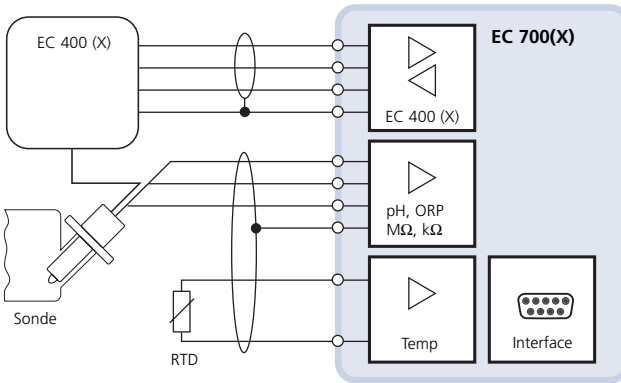 EC 400 (X)
EC 700(X)
EC 400 (X)
pH, ORP
MΩ, kΩ
Sonde
RTD
Temp
Interface